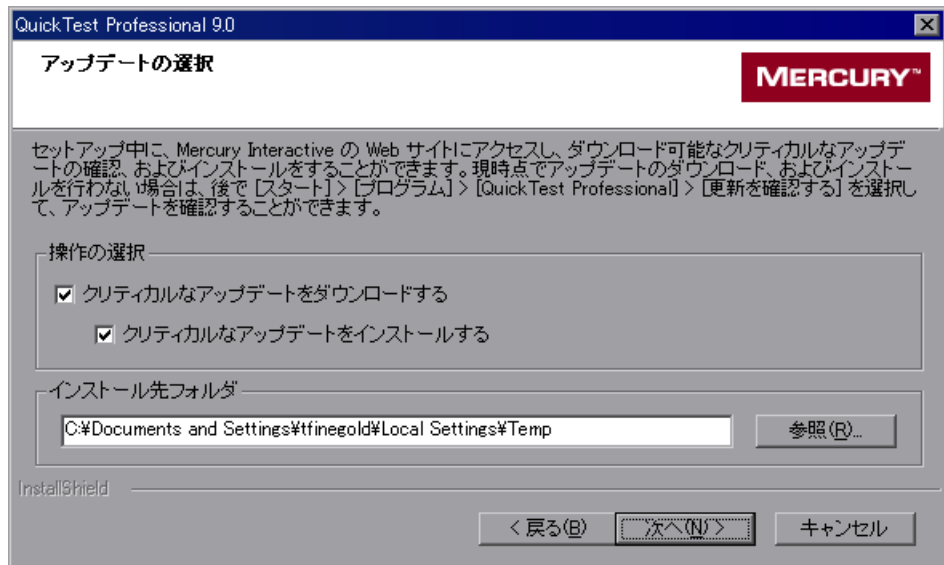 QuickTest Professional 9.0
アップデートの選択
MERCURY™
セットアップ中に、Mercury Interactive の Web サイトにアクセスし、ダウンロード可能なクリティカルなアップデ
ートの確認、およびインストールをすることができます。現時点でアップデートのダウンロード、およびインストー
ルを行わない場合は、後で [スタート] > [プログラム] > [QuickTest Professional] > [更新を確認する] を選択し
て、アップデートを確認することができます。
操作の選択
クリティカルなアップデートをダウンロードする
クリティカルなアップデートをインストールする
インストール先フォルダ
C:¥Documents and Settings¥tfinegold¥Local Settings¥Temp
参照(R)...
InstallShield
< 戻る(B)
次へ(N) >
キャンセル